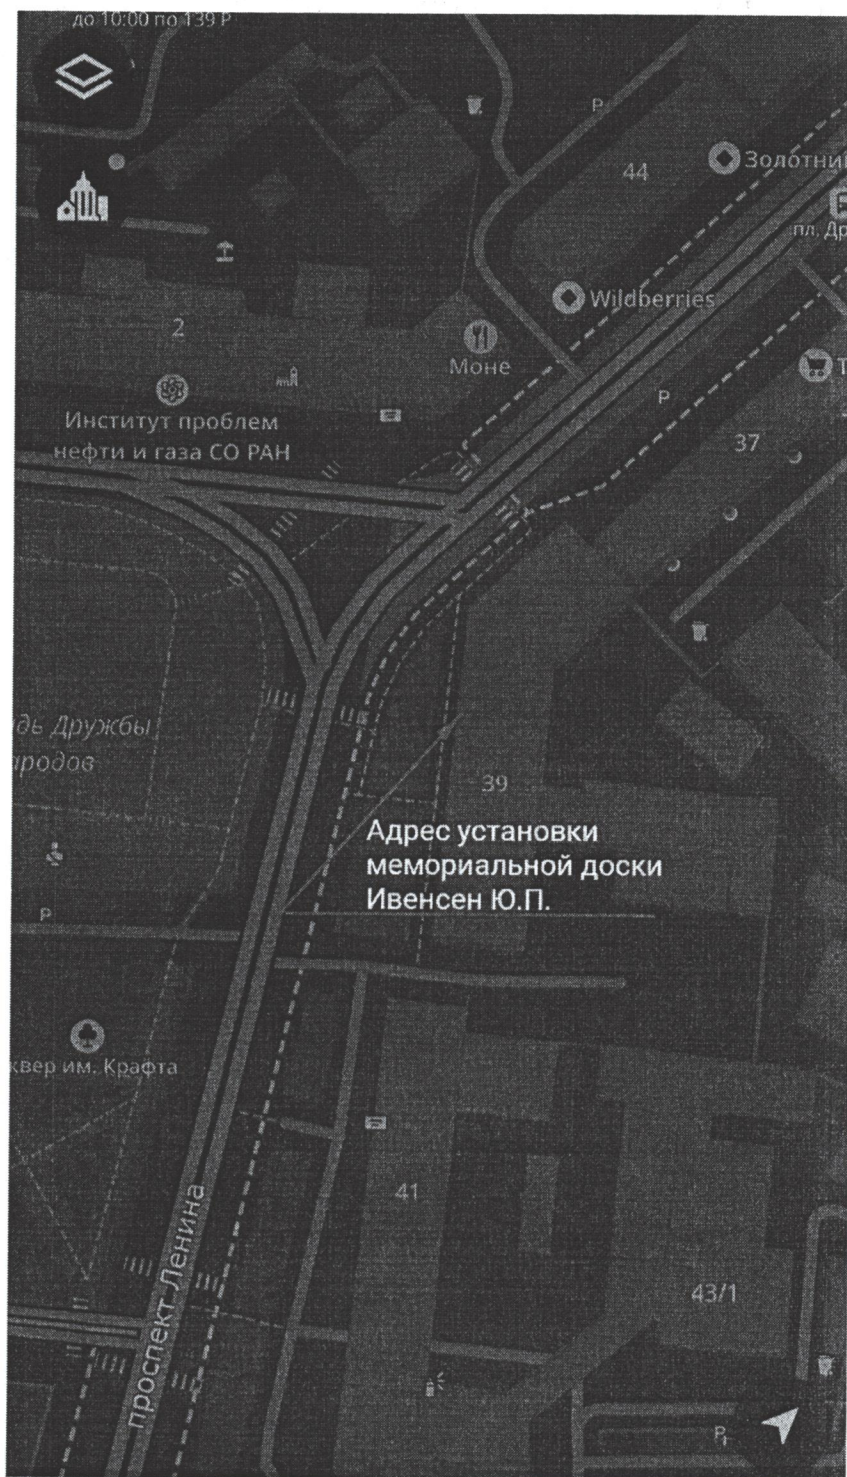 до 10:00 по 139 Р
P
44
Золотни
пл. Др
Wildberries
2
Моне
T
P
Институт проблем
нефти и газа СО РАН
37
дь Дружбы
ародов
39
Адрес установки
мемориальной доски
Ивенсен Ю.П.
P
квер им. Крафта
41
проспект Ленина
43/1
P